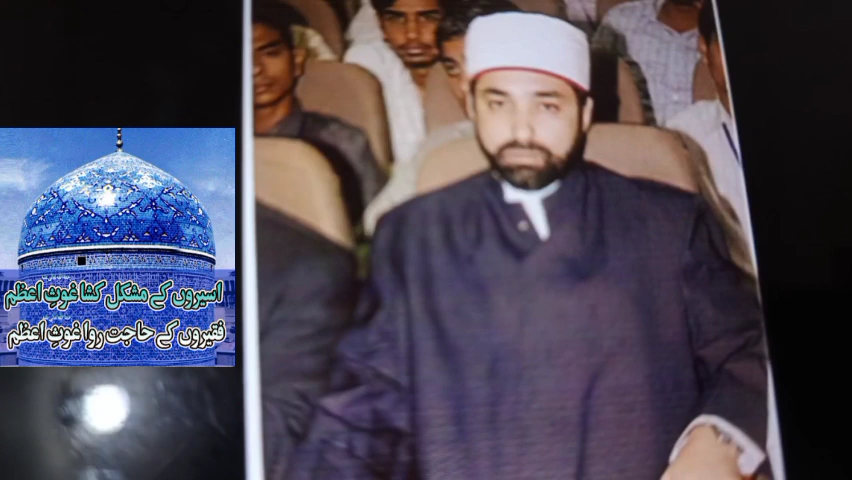 اسیروں کے مشکل کشا غوثِ اعظم
فقیروں کے حاجت روا غوثِ اعظم